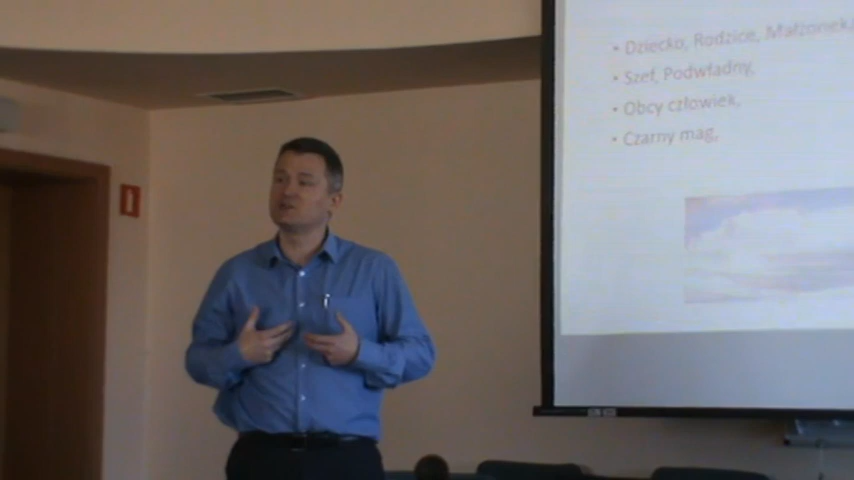 • Dziecko, Rodzice, Małżonek,
• Szef, Podwładny,
• Obcy człowiek,
• Czarny mag,